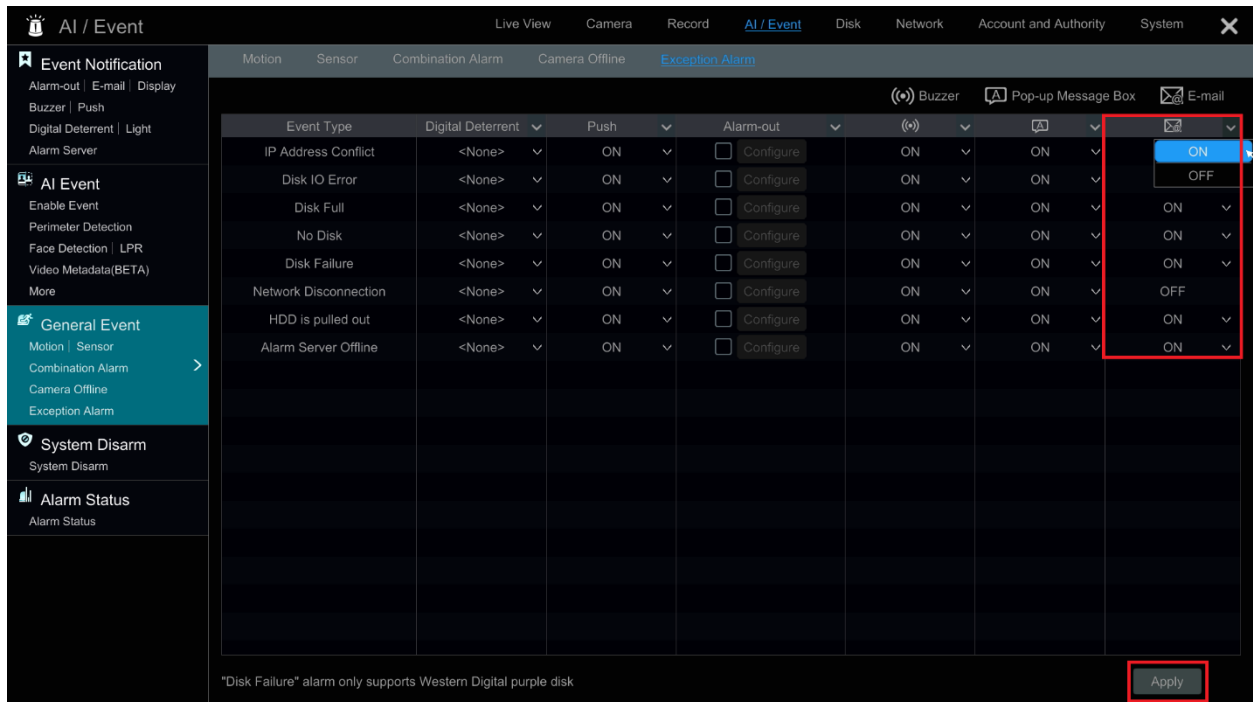 AI / Event
Live View Camera Record AI / Event Disk Network Account and Authority System
Event Notification
Alarm-out | E-mail | Display
Buzzer | Push
Digital Deterrent | Light
Alarm Server
AI Event
Enable Event
Perimeter Detection
Face Detection | LPR
Video Metadata(BETA)
More
General Event
Motion | Sensor
Combination Alarm
Camera Offline
Exception Alarm
System Disarm
System Disarm
Alarm Status
Alarm Status
Motion Sensor Combination Alarm Camera Offline Exception Alarm
Buzzer Pop-up Message Box E-mail
Event Type Digital Deterrent Push Alarm-out
IP Address Conflict <None> ON Configure ON ON ON
Disk IO Error <None> ON Configure ON ON OFF
Disk Full <None> ON Configure ON ON ON
No Disk <None> ON Configure ON ON ON
Disk Failure <None> ON Configure ON ON ON
Network Disconnection <None> ON Configure ON ON OFF
HDD is pulled out <None> ON Configure ON ON ON
Alarm Server Offline <None> ON Configure ON ON ON
"Disk Failure" alarm only supports Western Digital purple disk
Apply